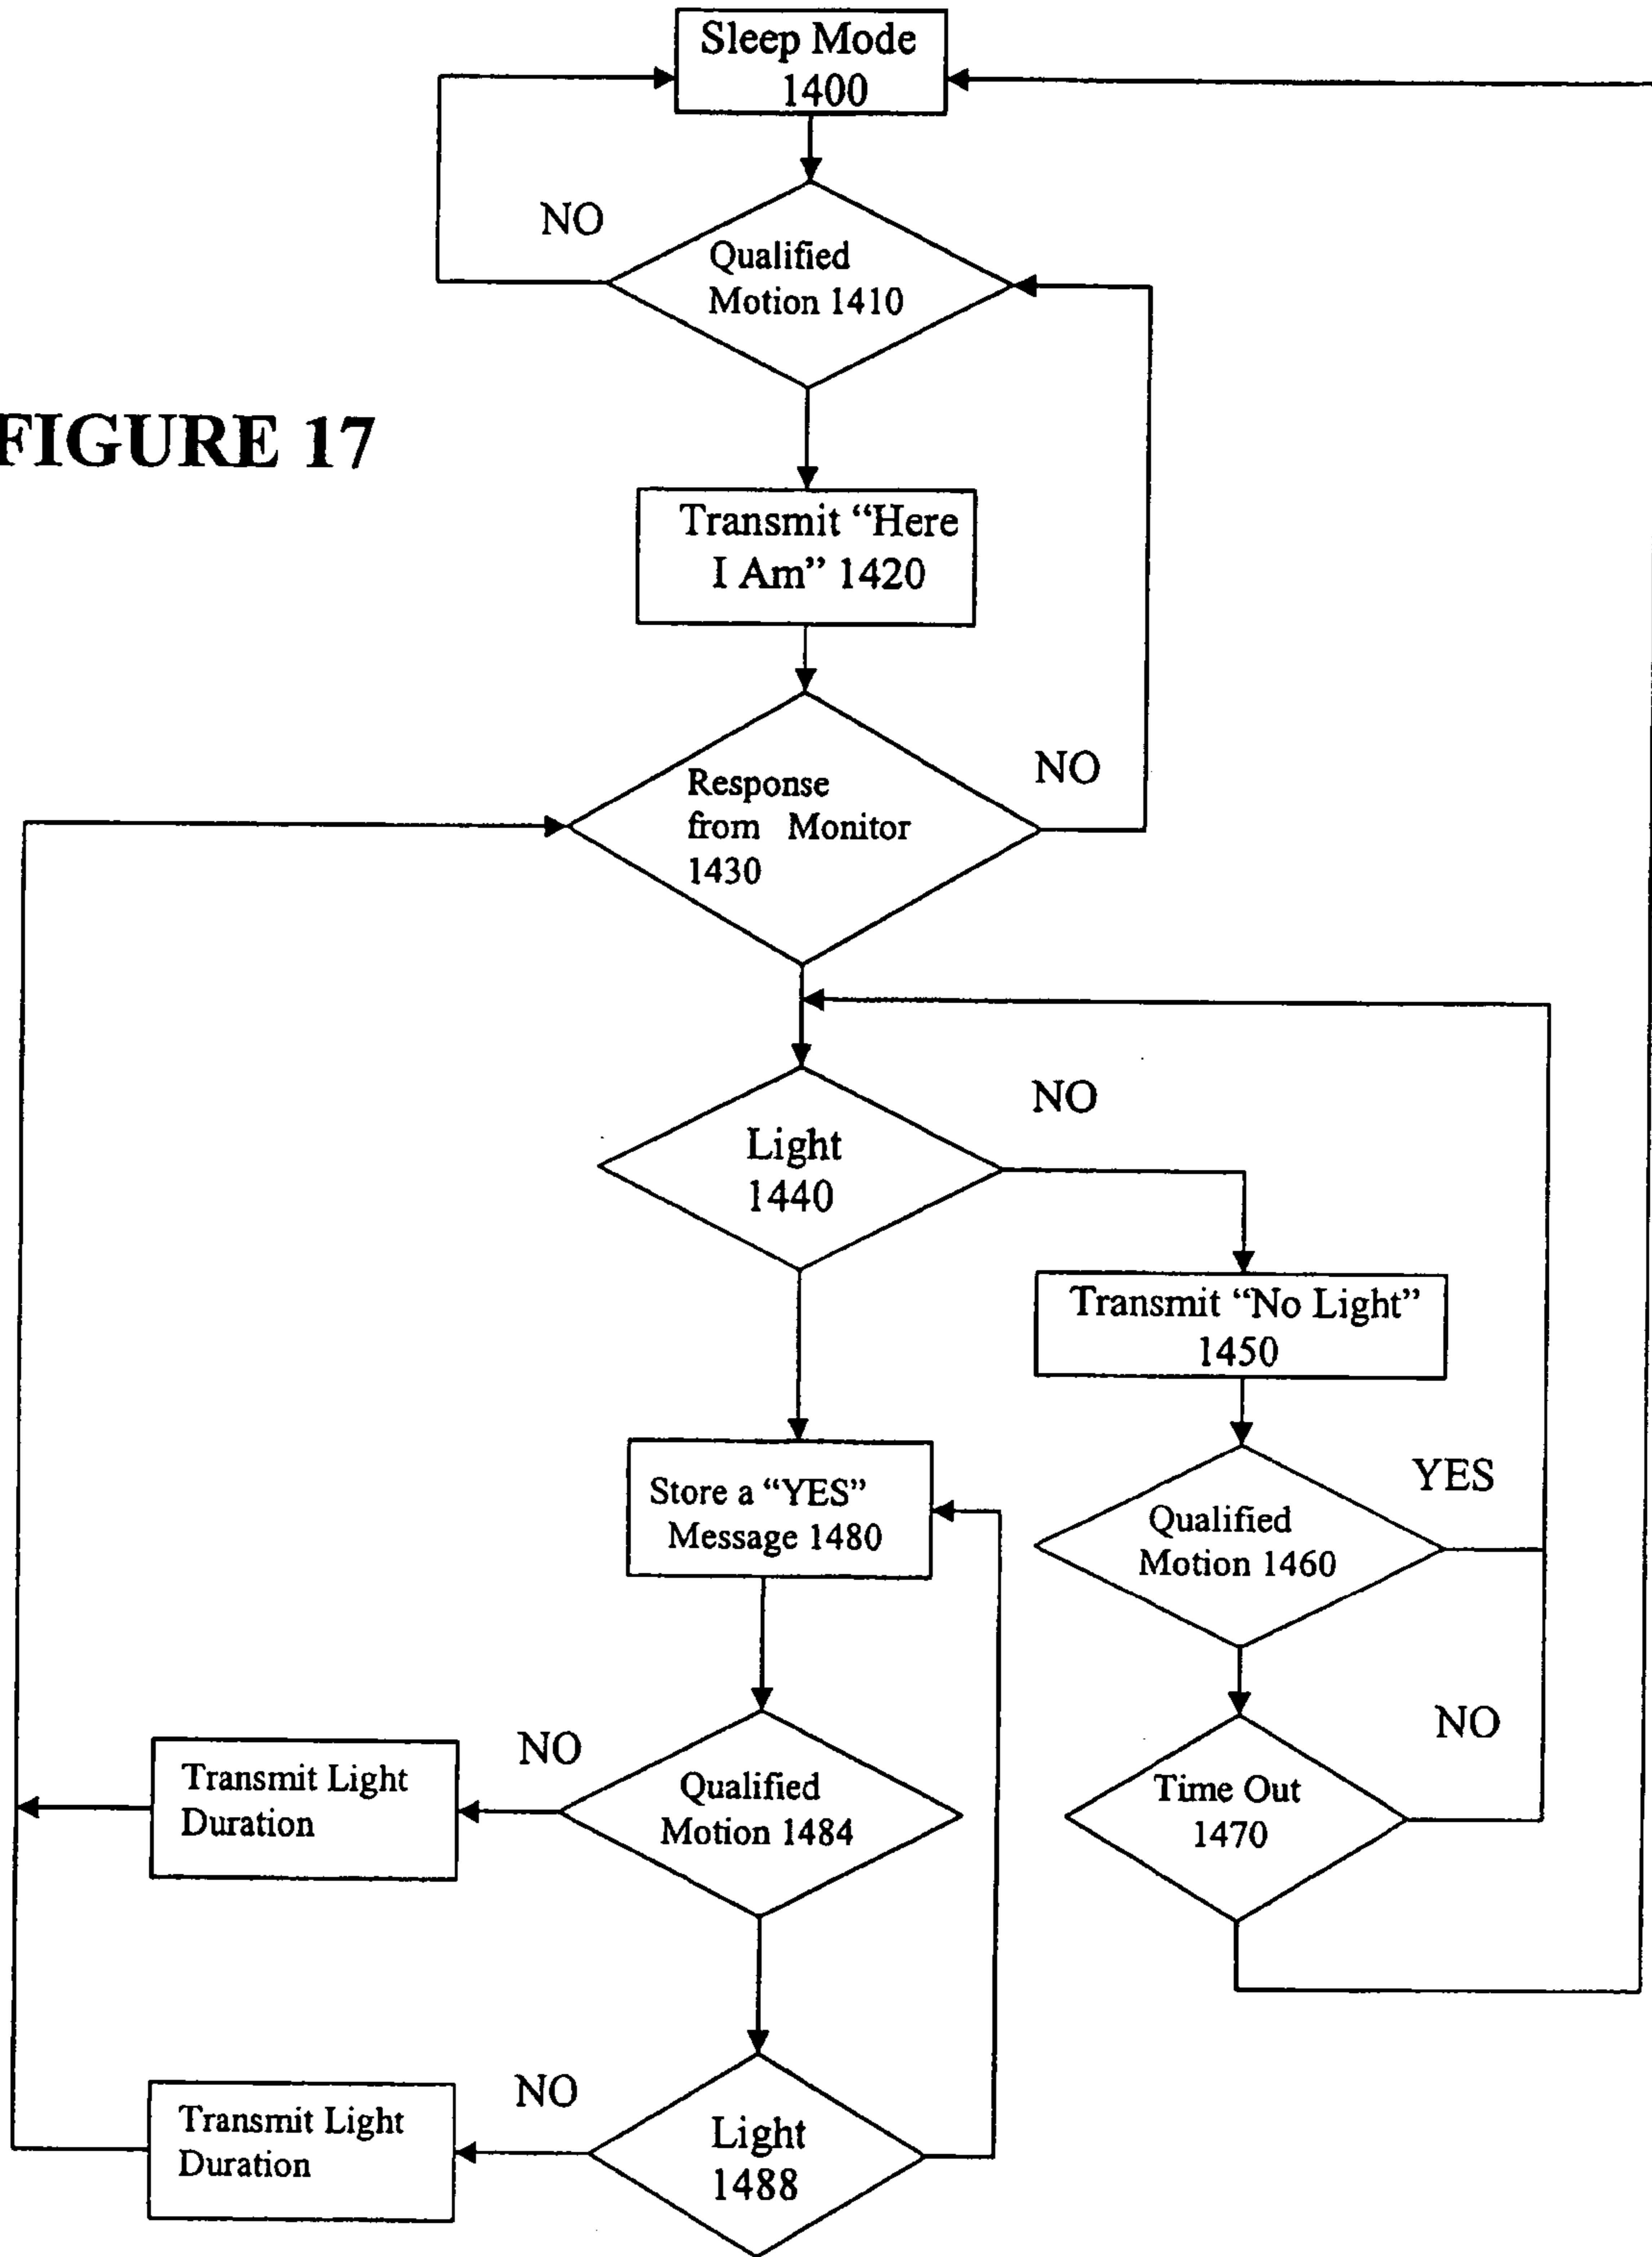 Sleep Mode
1400
NO
Qualified
Motion 1410
FIGURE 17
Transmit “Here
I Am” 1420
Response
from Monitor
1430
NO
Light
1440
NO
Transmit “No Light”
1450
Store a “YES”
Message 1480
Qualified
Motion 1460
YES
Transmit Light
Duration
NO
Qualified
Motion 1484
Time Out
1470
NO
Transmit Light
Duration
NO
Light
1488